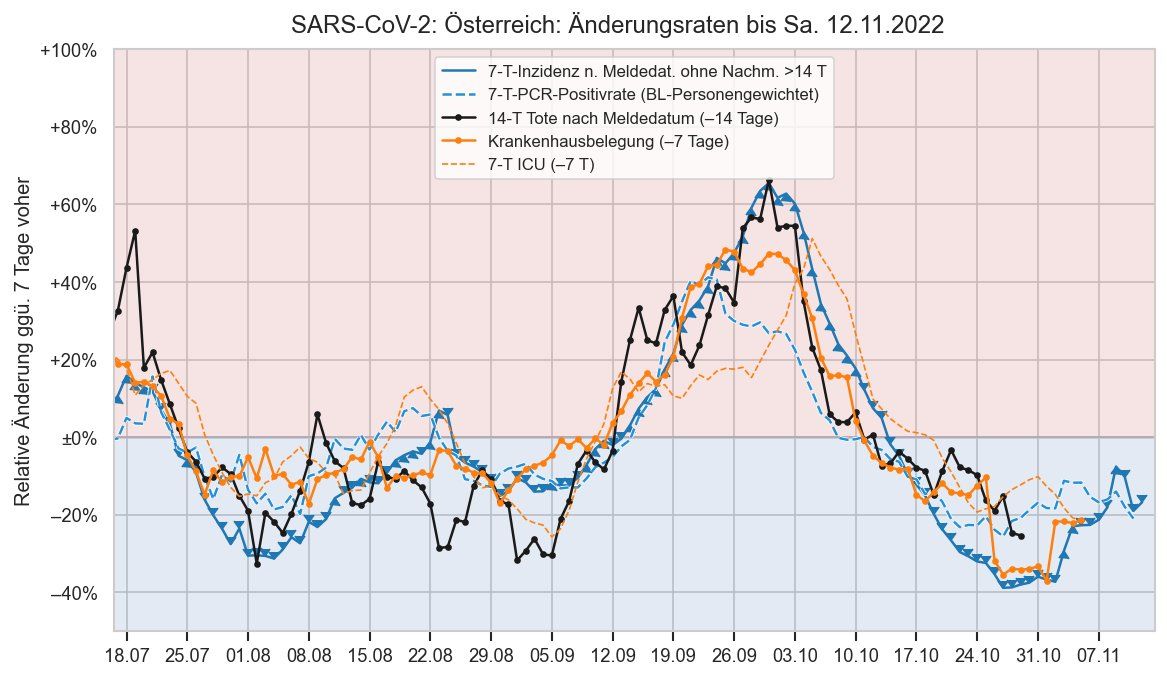 SARS-CoV-2: Österreich: Änderungsraten bis Sa. 12.11.2022
7-T-Inzidenz n. Meldedat. ohne Nachm. >14 T
7-T-PCR-Positivrate (BL-Personengewichtet)
14-T Tote nach Meldedatum (–14 Tage)
Krankenhausbelegung (–7 Tage)
7-T ICU (–7 T)
Relative Änderung ggü. 7 Tage voher
+100%
+80%
+60%
+40%
+20%
±0%
–20%
–40%
18.07 25.07 01.08 08.08 15.08 22.08 29.08 05.09 12.09 19.09 26.09 03.10 10.10 17.10 24.10 31.10 07.11